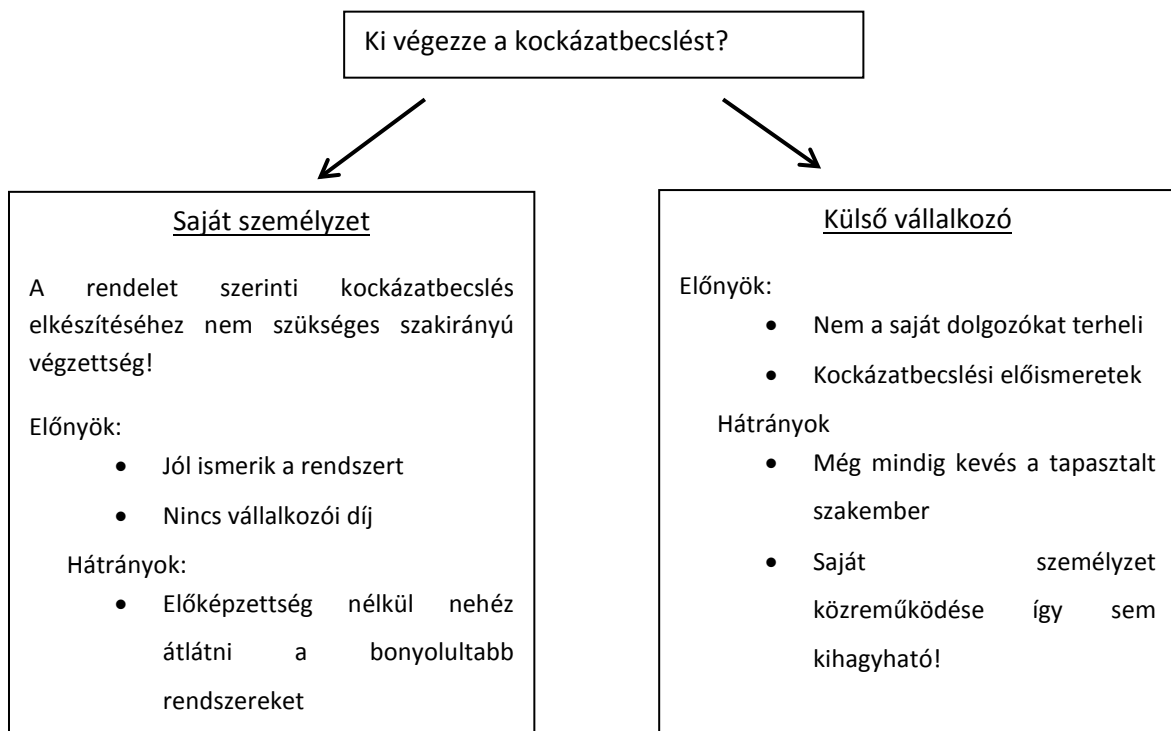 Ki végezze a kockázatbecslést?
Saját személyzet
A rendelet szerinti kockázatbecslés
elkészítéséhez nem szükséges szakirányú
végzettség!
Előnyök:
• Jól ismerik a rendszert
• Nincs vállalkozói díj
Hátrányok:
• Előképzettség nélkül nehéz
átlátni a bonyolultabb
rendszereket
Külső vállalkozó
Előnyök:
• Nem a saját dolgozókat terheli
• Kockázatbecslési előismeretek
Hátrányok
• Még mindig kevés a tapasztalt
szakember
• Saját személyzet
közreműködése így sem
kihagyható!